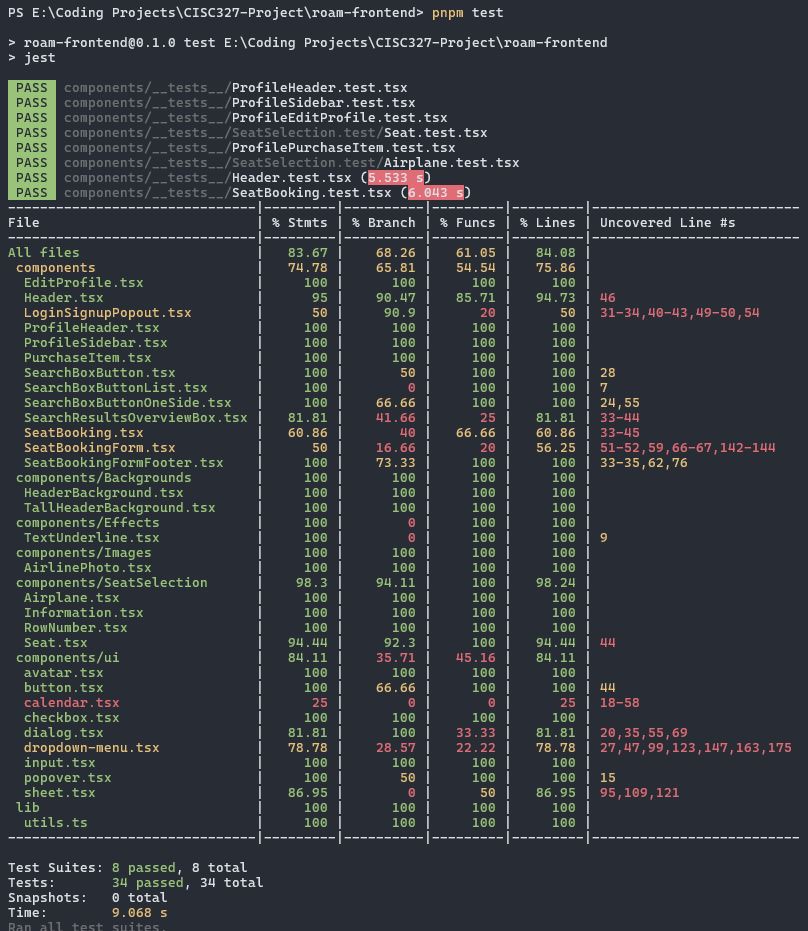 PS E:\Coding Projects\CISC327-Project\roam-frontend> pnpm test
> roam-frontend@0.1.0 test E:\Coding Projects\CISC327-Project\roam-frontend
> jest
PASS components/__tests__/ProfileHeader.test.tsx
PASS components/__tests__/ProfileSidebar.test.tsx
PASS components/__tests__/ProfileEditProfile.test.tsx
PASS components/__tests__/SeatSelection.test/Seat.test.tsx
PASS components/__tests__/ProfilePurchaseItem.test.tsx
PASS components/__tests__/SeatSelection.test/Airplane.test.tsx
PASS components/__tests__/Header.test.tsx (5.533 s)
PASS components/__tests__/SeatBooking.test.tsx (6.043 s)
-------------------------------|---------|----------|---------|---------|--------------------------
File | % Stmts | % Branch | % Funcs | % Lines | Uncovered Line #s
-------------------------------|---------|----------|---------|---------|--------------------------
All files | 83.67 | 68.26 | 61.05 | 84.08 |
components | 74.78 | 65.81 | 54.54 | 75.86 |
EditProfile.tsx | 100 | 100 | 100 | 100 |
Header.tsx | 95 | 90.47 | 85.71 | 94.73 | 46
LoginSignupPopout.tsx | 50 | 90.9 | 20 | 50 | 31-34,40-43,49-50,54
ProfileHeader.tsx | 100 | 100 | 100 | 100 |
ProfileSidebar.tsx | 100 | 100 | 100 | 100 |
PurchaseItem.tsx | 100 | 100 | 100 | 100 |
SearchBoxButton.tsx | 100 | 50 | 100 | 100 | 28
SearchBoxButtonList.tsx | 100 | 0 | 100 | 100 | 7
SearchBoxButtonOneSide.tsx | 100 | 66.66 | 100 | 100 | 24,55
SearchResultsOverviewBox.tsx | 81.81 | 41.66 | 25 | 81.81 | 33-44
SeatBooking.tsx | 60.86 | 40 | 66.66 | 60.86 | 33-45
SeatBookingForm.tsx | 50 | 16.66 | 20 | 56.25 | 51-52,59,66-67,142-144
SeatBookingFormFooter.tsx | 100 | 73.33 | 100 | 100 | 33-35,62,76
components/Backgrounds | 100 | 100 | 100 | 100 |
HeaderBackground.tsx | 100 | 100 | 100 | 100 |
TallHeaderBackground.tsx | 100 | 100 | 100 | 100 |
components/Effects | 100 | 0 | 100 | 100 |
TextUnderline.tsx | 100 | 0 | 100 | 100 | 9
components/Images | 100 | 100 | 100 | 100 |
AirlinePhoto.tsx | 100 | 100 | 100 | 100 |
components/SeatSelection | 98.3 | 94.11 | 100 | 98.24 |
Airplane.tsx | 100 | 100 | 100 | 100 |
Information.tsx | 100 | 100 | 100 | 100 |
RowNumber.tsx | 100 | 100 | 100 | 100 |
Seat.tsx | 94.44 | 92.3 | 100 | 94.44 | 44
components/ui | 84.11 | 35.71 | 45.16 | 84.11 |
avatar.tsx | 100 | 100 | 100 | 100 |
button.tsx | 100 | 66.66 | 100 | 100 | 44
calendar.tsx | 25 | 0 | 0 | 25 | 18-58
checkbox.tsx | 100 | 100 | 100 | 100 |
dialog.tsx | 81.81 | 100 | 33.33 | 81.81 | 20,35,55,69
dropdown-menu.tsx | 78.78 | 28.57 | 22.22 | 78.78 | 27,47,99,123,147,163,175
input.tsx | 100 | 100 | 100 | 100 |
popover.tsx | 100 | 50 | 100 | 100 | 15
sheet.tsx | 86.95 | 0 | 50 | 86.95 | 95,109,121
lib | 100 | 100 | 100 | 100 |
utils.ts | 100 | 100 | 100 | 100 |
-------------------------------|---------|----------|---------|---------|--------------------------
Test Suites: 8 passed, 8 total
Tests: 34 passed, 34 total
Snapshots: 0 total
Time: 9.068 s
Ran all test suites.